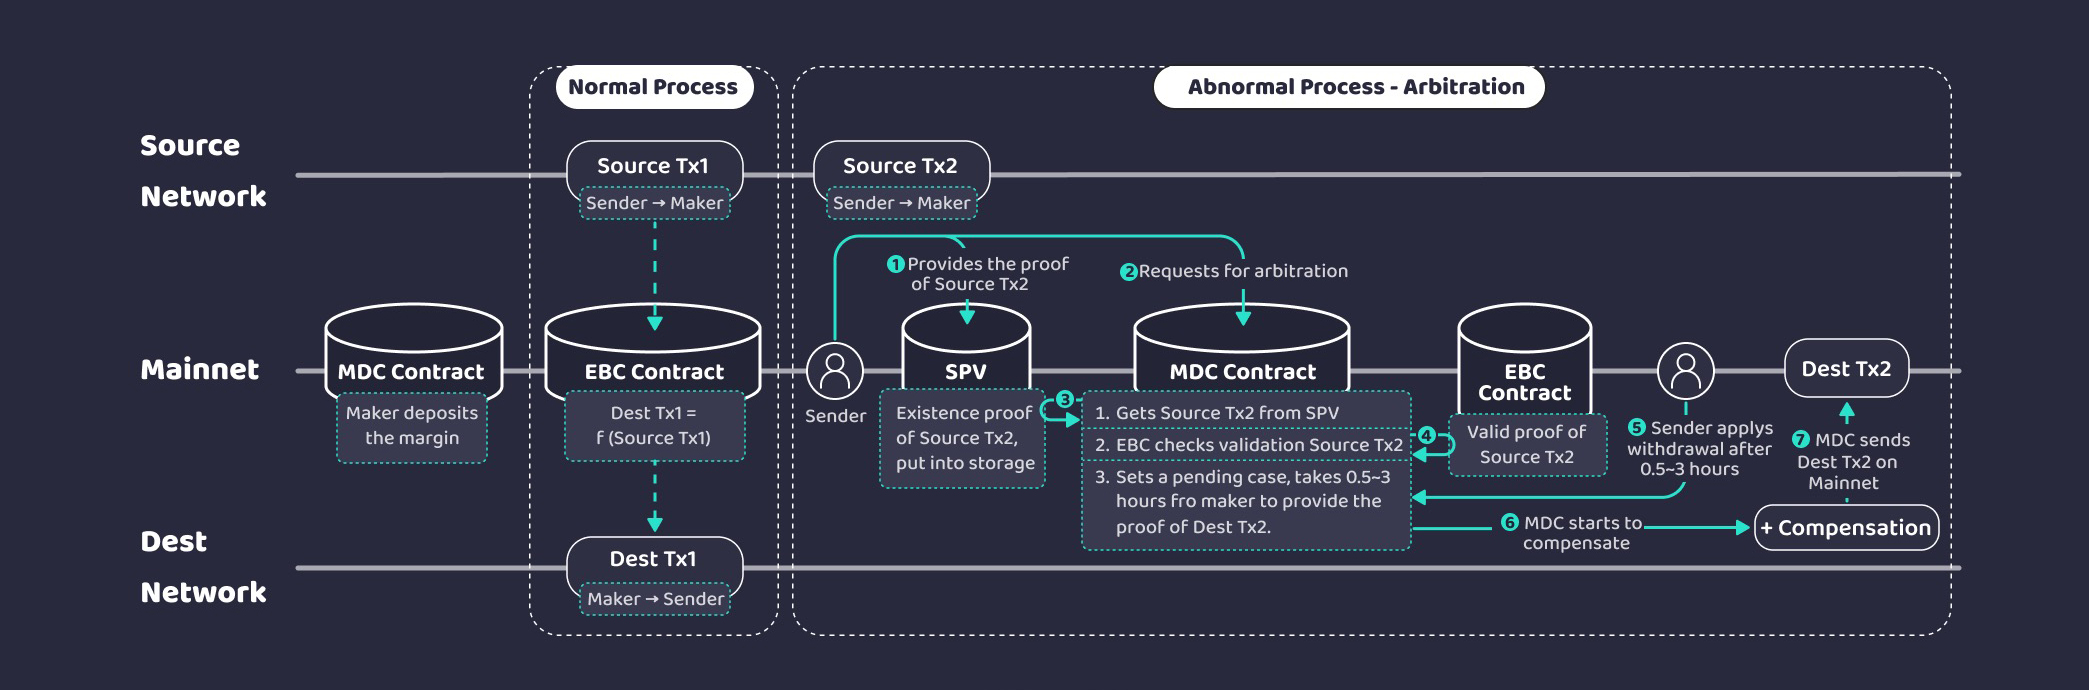 Normal Process
Abnormal Process - Arbitration
Source
Network
Source Tx1
Sender → Maker
Source Tx2
Sender → Maker
1 Provides the proof
of Source Tx2
2 Requests for arbitration
Mainnet
MDC Contract
Maker deposits
the margin
EBC Contract
Dest Tx1 =
f (Source Tx1)
Sender
SPV
Existence proof
of Source Tx2,
put into storage
3
MDC Contract
1. Gets Source Tx2 from SPV
2. EBC checks validation Source Tx2
3. Sets a pending case, takes 0.5~3
hours fro maker to provide the
proof of Dest Tx2.
4
EBC
Contract
Valid proof of
Source Tx2
5 Sender applys
withdrawal after
0.5~3 hours
6 MDC starts to
compensate
Dest Tx2
7 MDC sends
Dest Tx2 on
Mainnet
+ Compensation
Dest
Network
Dest Tx1
Maker → Sender